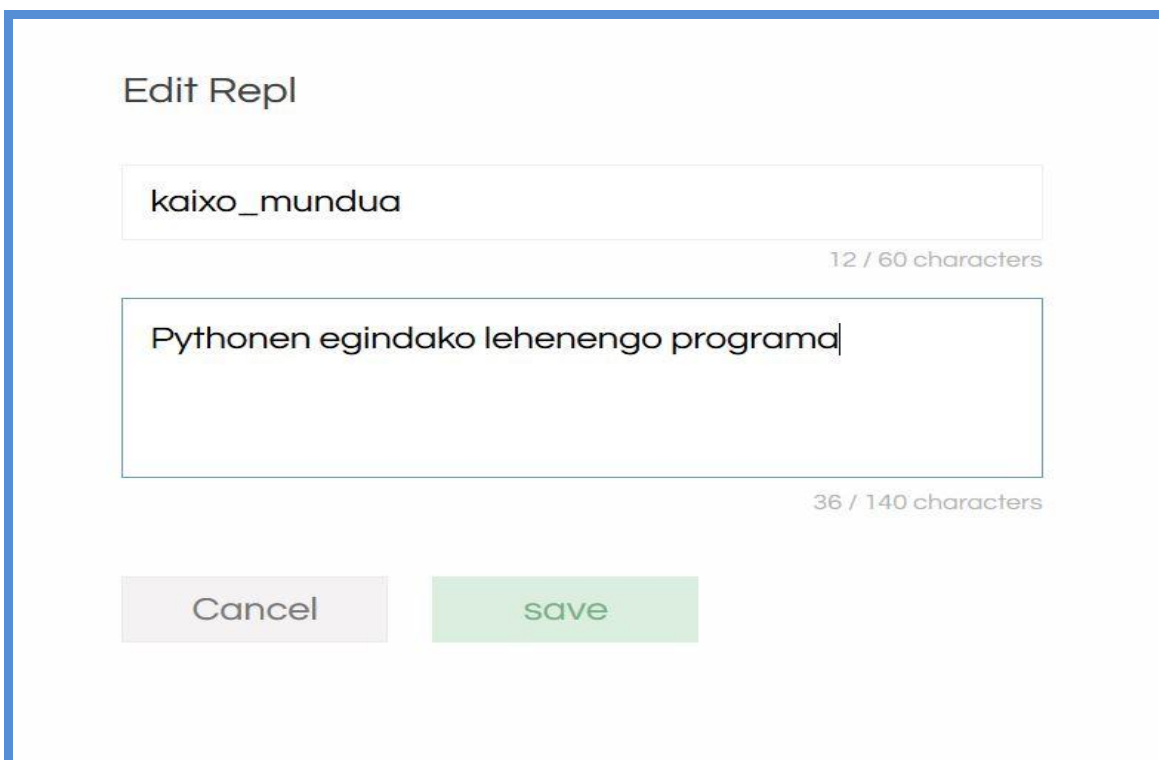 Edit Repl
kaixo_mundua
12 / 60 characters
Pythonen egindako lehenengo programa
36 / 140 characters
Cancel save